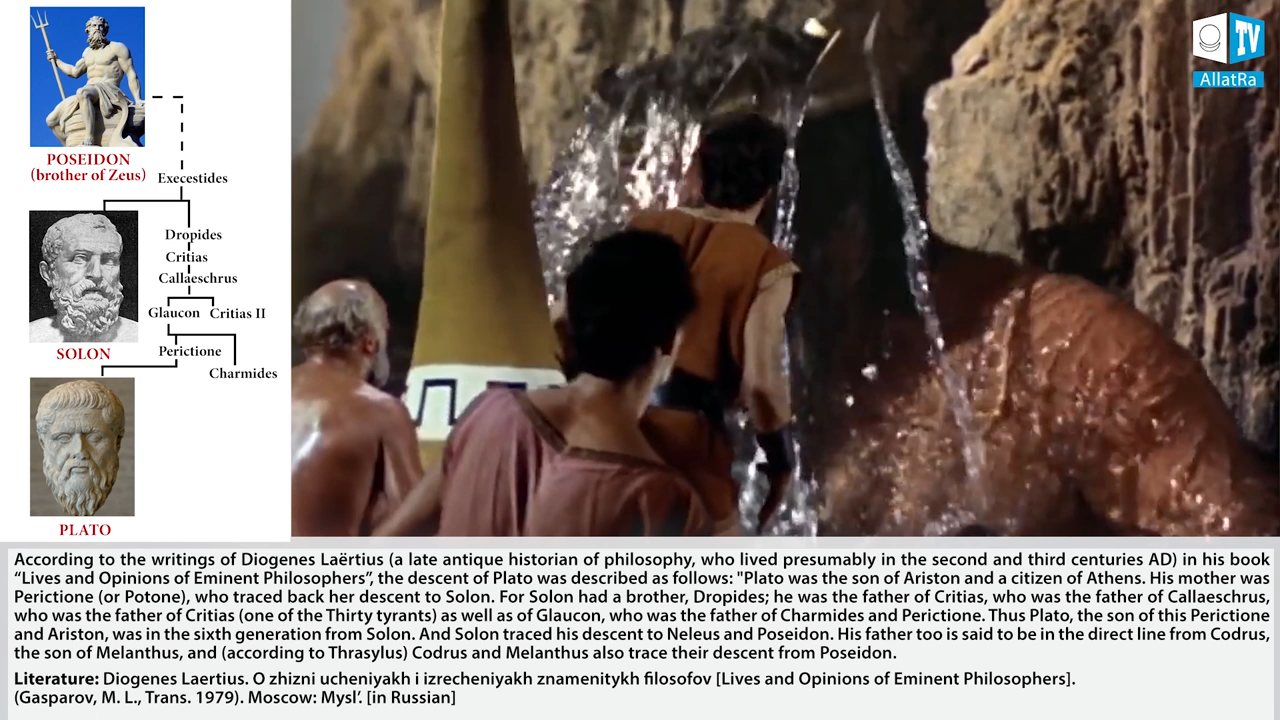 TV
AllatRa
POSEIDON
(brother of Zeus)
Execestides
Dropides
Critias
Callaeschrus
Glaucon
Critias II
SOLON
Perictione
Charmides
PLATO
According to the writings of Diogenes Laërtius (a late antique historian of philosophy, who lived presumably in the second and third centuries AD) in his book
“Lives and Opinions of Eminent Philosophers”, the descent of Plato was described as follows: "Plato was the son of Ariston and a citizen of Athens. His mother was
Perictione (or Potone), who traced back her descent to Solon. For Solon had a brother, Dropides; he was the father of Critias, who was the father of Callaeschrus,
who was the father of Critias (one of the Thirty tyrants) as well as of Glaucon, who was the father of Charmides and Perictione. Thus Plato, the son of this Perictione
and Ariston, was in the sixth generation from Solon. And Solon traced his descent to Neleus and Poseidon. His father too is said to be in the direct line from Codrus,
the son of Melanthus, and (according to Thrasylus) Codrus and Melanthus also trace their descent from Poseidon.
Literature: Diogenes Laertius. O zhizni ucheniyakh i izrecheniyakh znamenitykh filosofov [Lives and Opinions of Eminent Philosophers].
(Gasparov, M. L., Trans. 1979). Moscow: Mysl’. [in Russian]